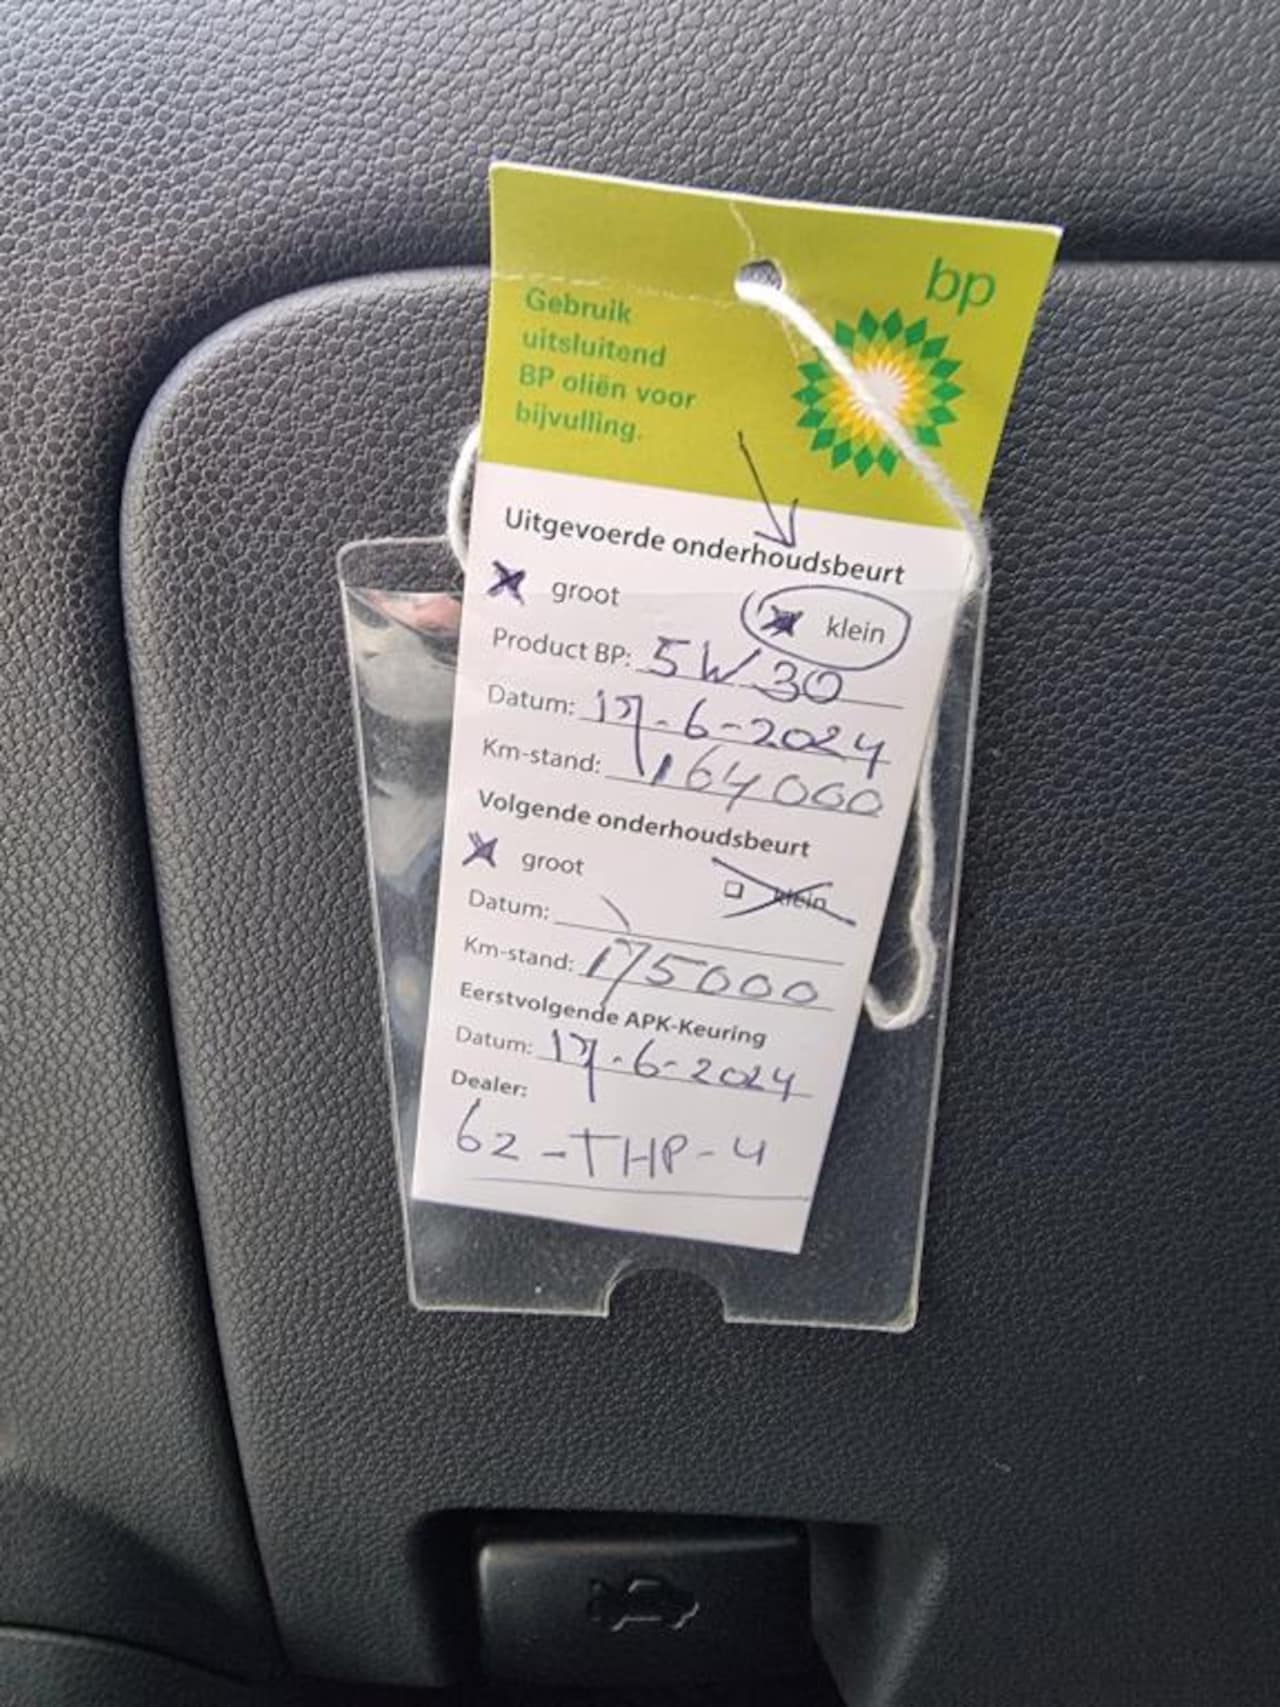 bp
Gebruik
uitsluitend
BP oliën voor
bijvulling.
Uitgevoerde onderhoudsbeurt
groot klein
Product BP: 5W30
Datum: 17-6-2024
Km-stand: 164000
Volgende onderhoudsbeurt
groot klein
Datum:
Km-stand: 175000
Eerstvolgende APK-Keuring
Datum: 17-6-2024
Dealer:
62-THP-4